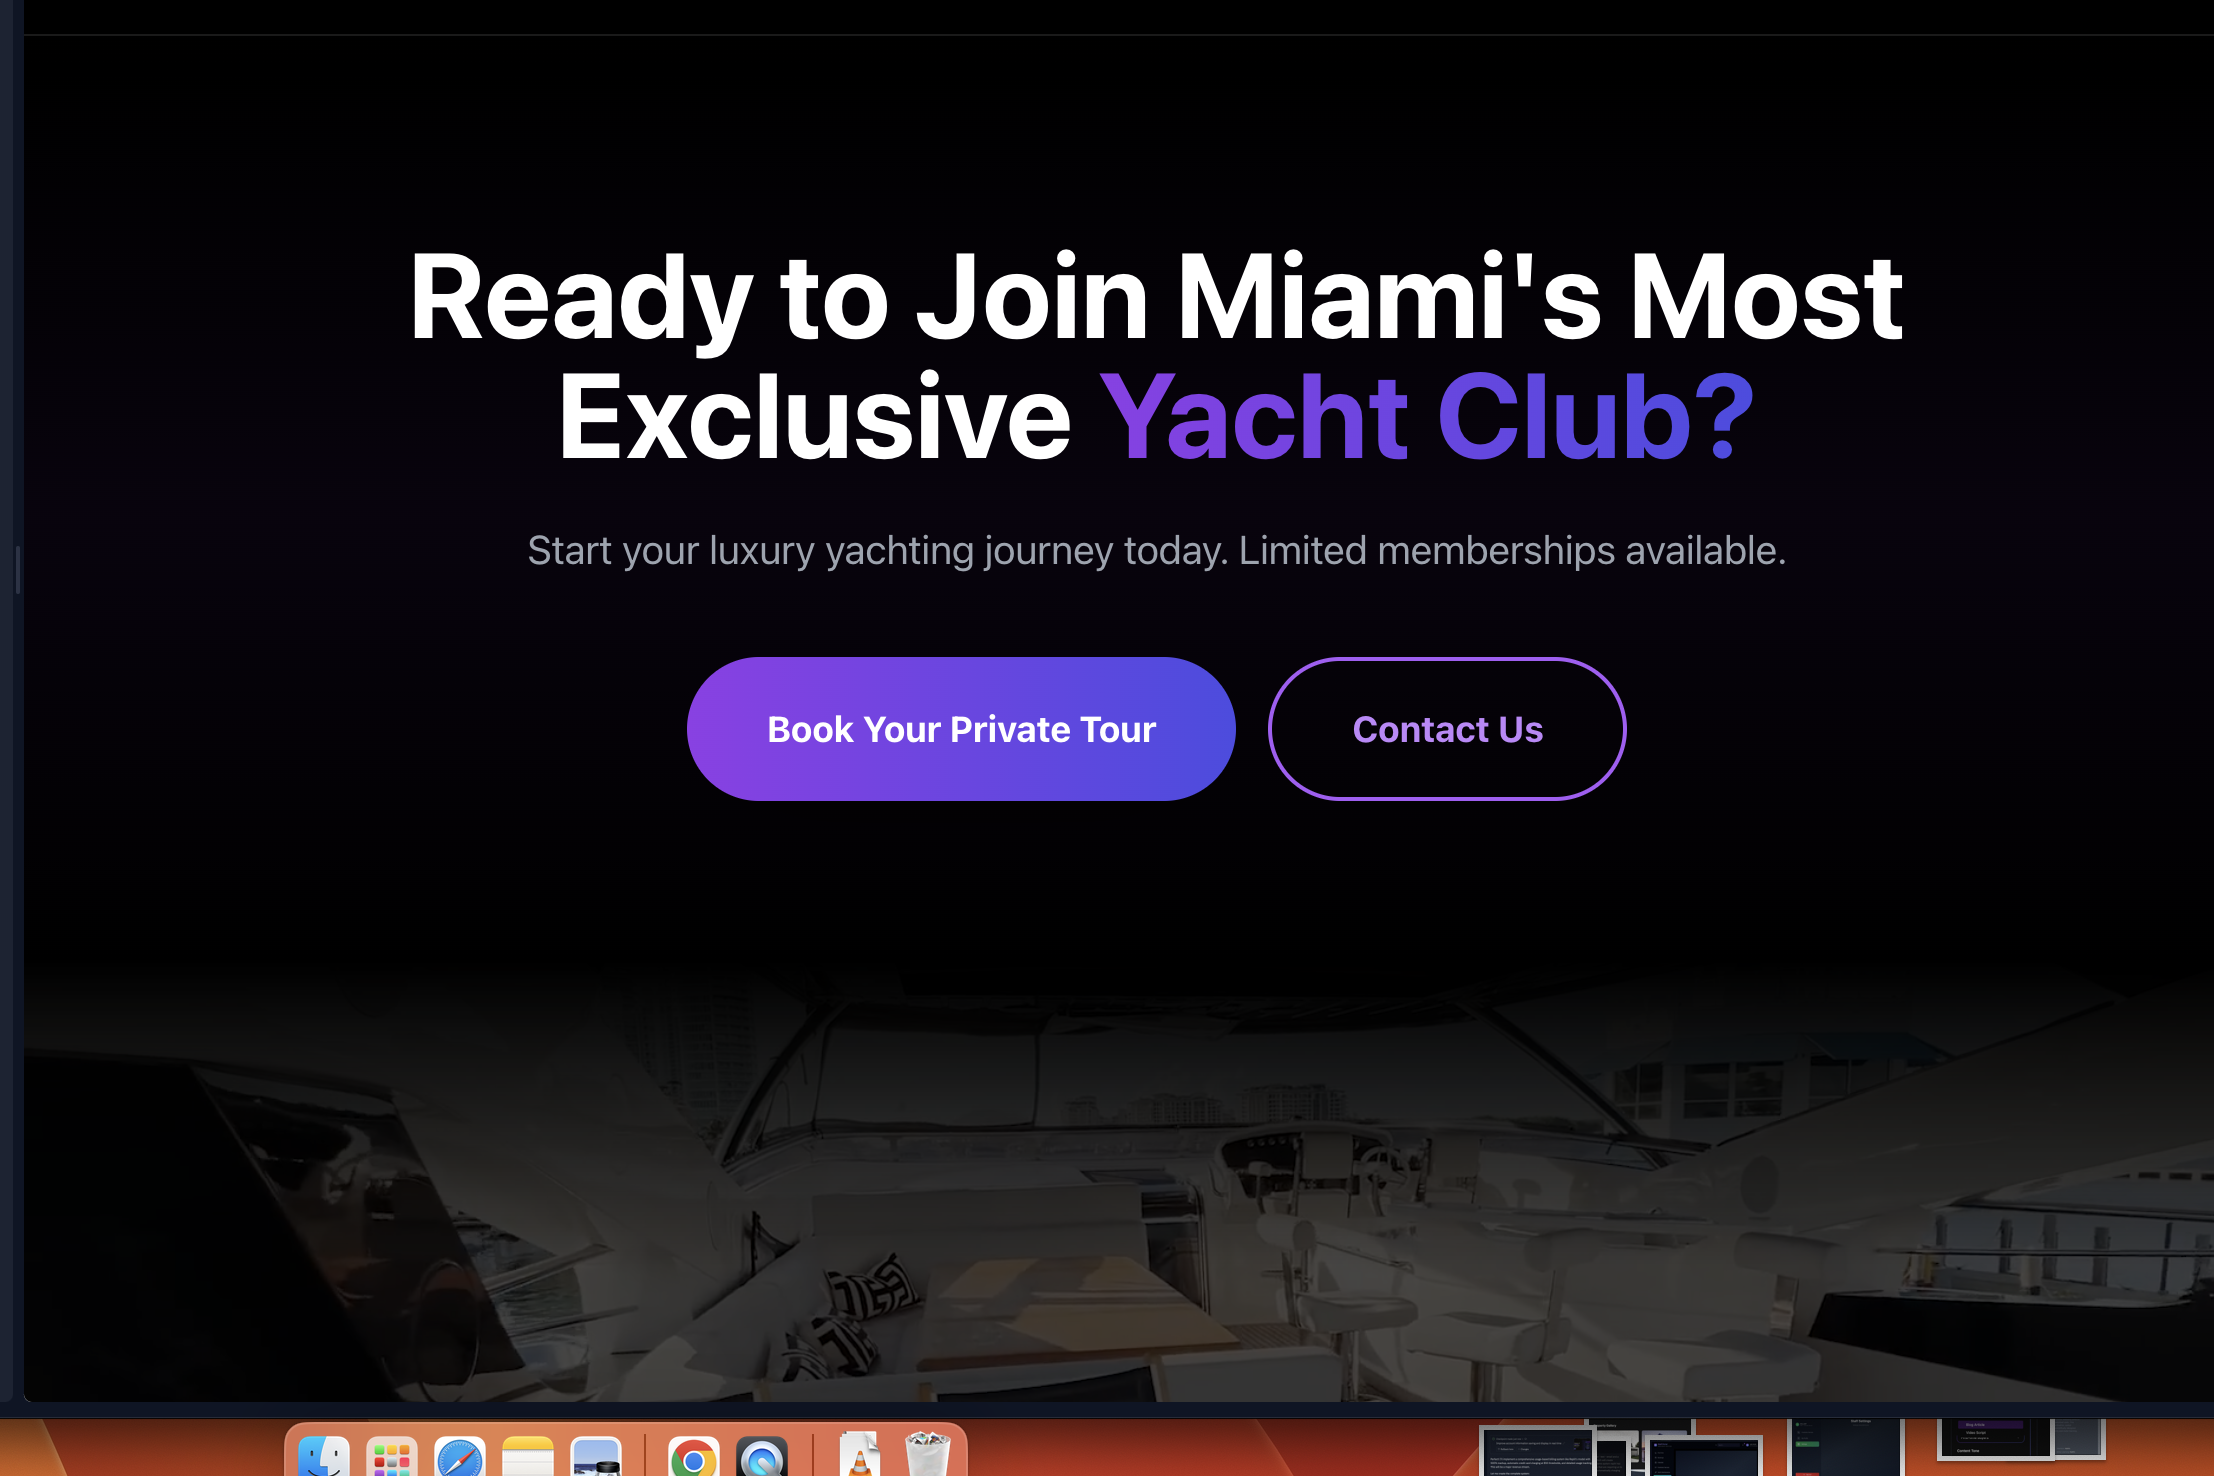 Ready to Join Miami's Most
Exclusive Yacht Club?
Start your luxury yachting journey today. Limited memberships available.
Book Your Private Tour
Contact Us